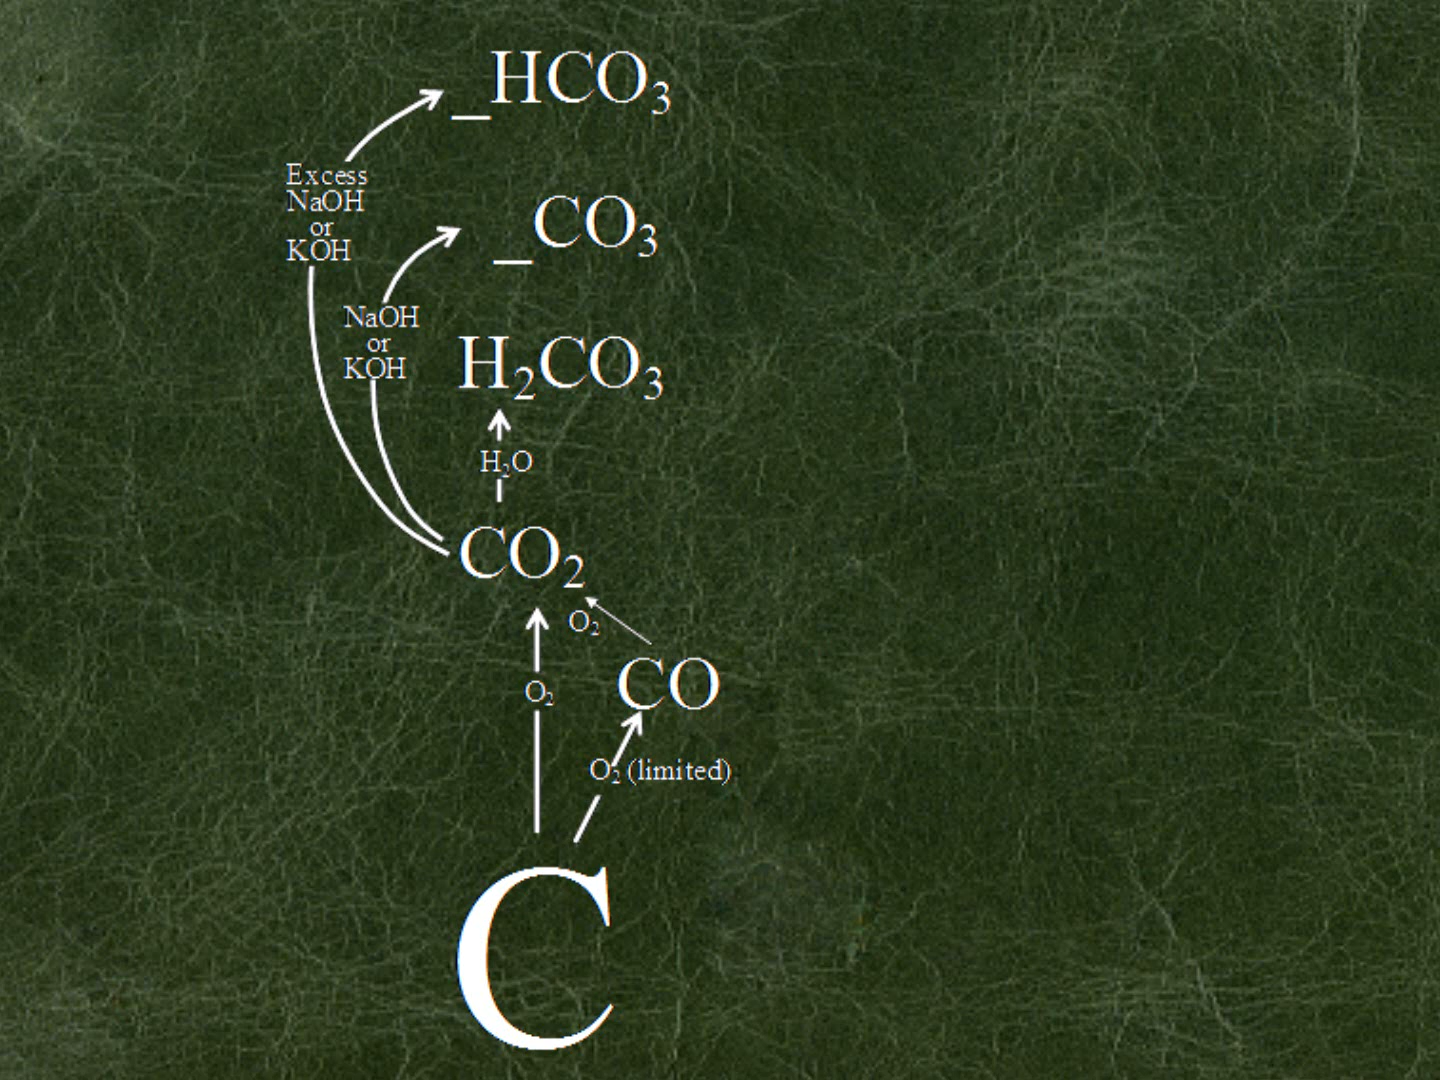 _HCO₃
Excess
NaOH
or
KOH
_CO₃
NaOH
or
KOH
H₂CO₃
H₂O
CO₂
O₂
CO
O₂
O₂ (limited)
C